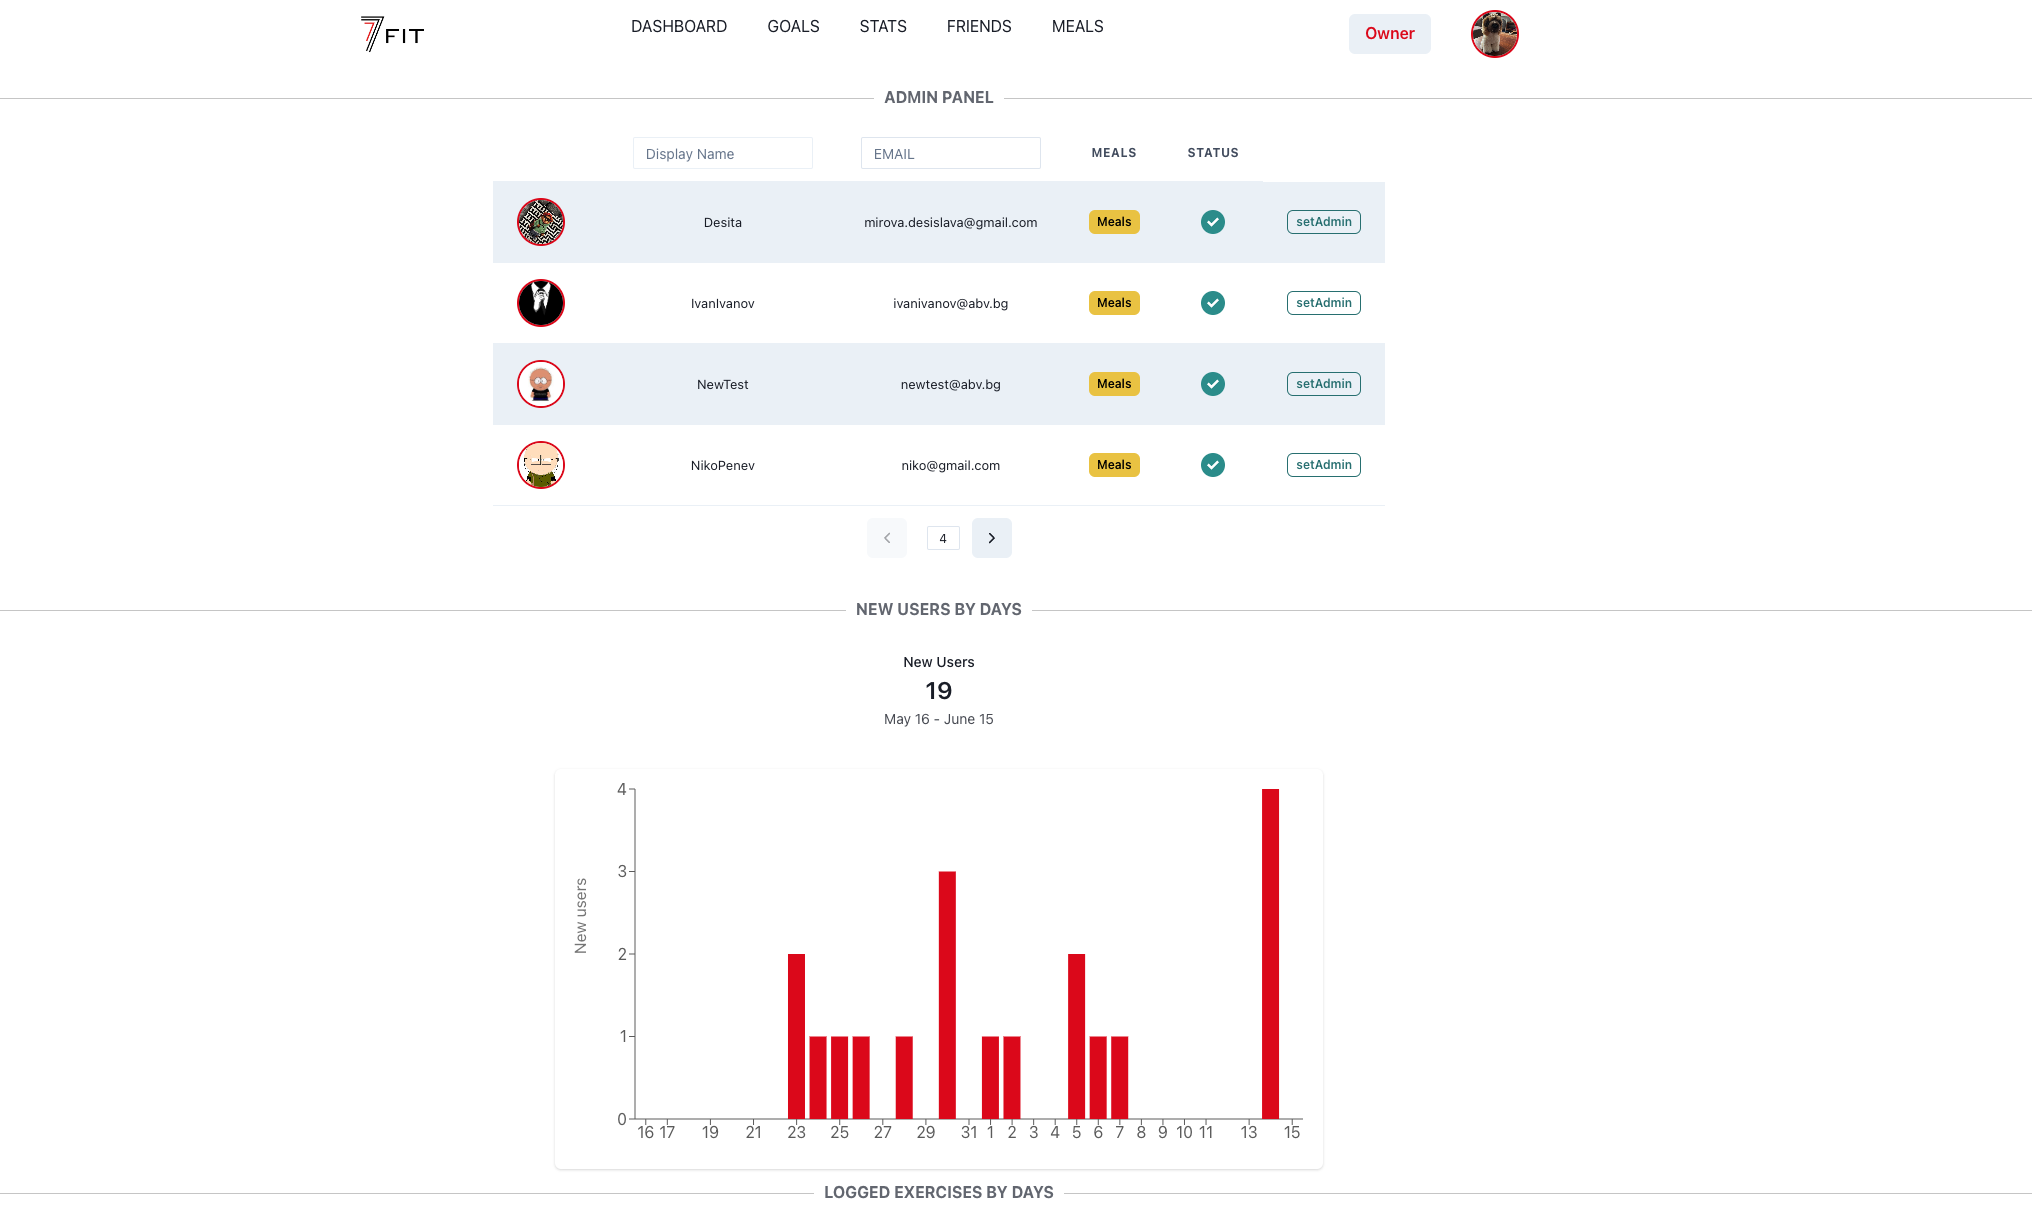 7FIT
DASHBOARD GOALS STATS FRIENDS MEALS
Owner
ADMIN PANEL
Display Name EMAIL MEALS STATUS
Desita mirova.desislava@gmail.com Meals setAdmin
IvanIvanov ivanivanov@abv.bg Meals setAdmin
NewTest newtest@abv.bg Meals setAdmin
NikoPenev niko@gmail.com Meals setAdmin
4
NEW USERS BY DAYS
New Users
19
May 16 - June 15
4
3
2
1
0
New users
16 17 19 21 23 25 27 29 31 1 2 3 4 5 6 7 8 9 10 11 13 15
LOGGED EXERCISES BY DAYS